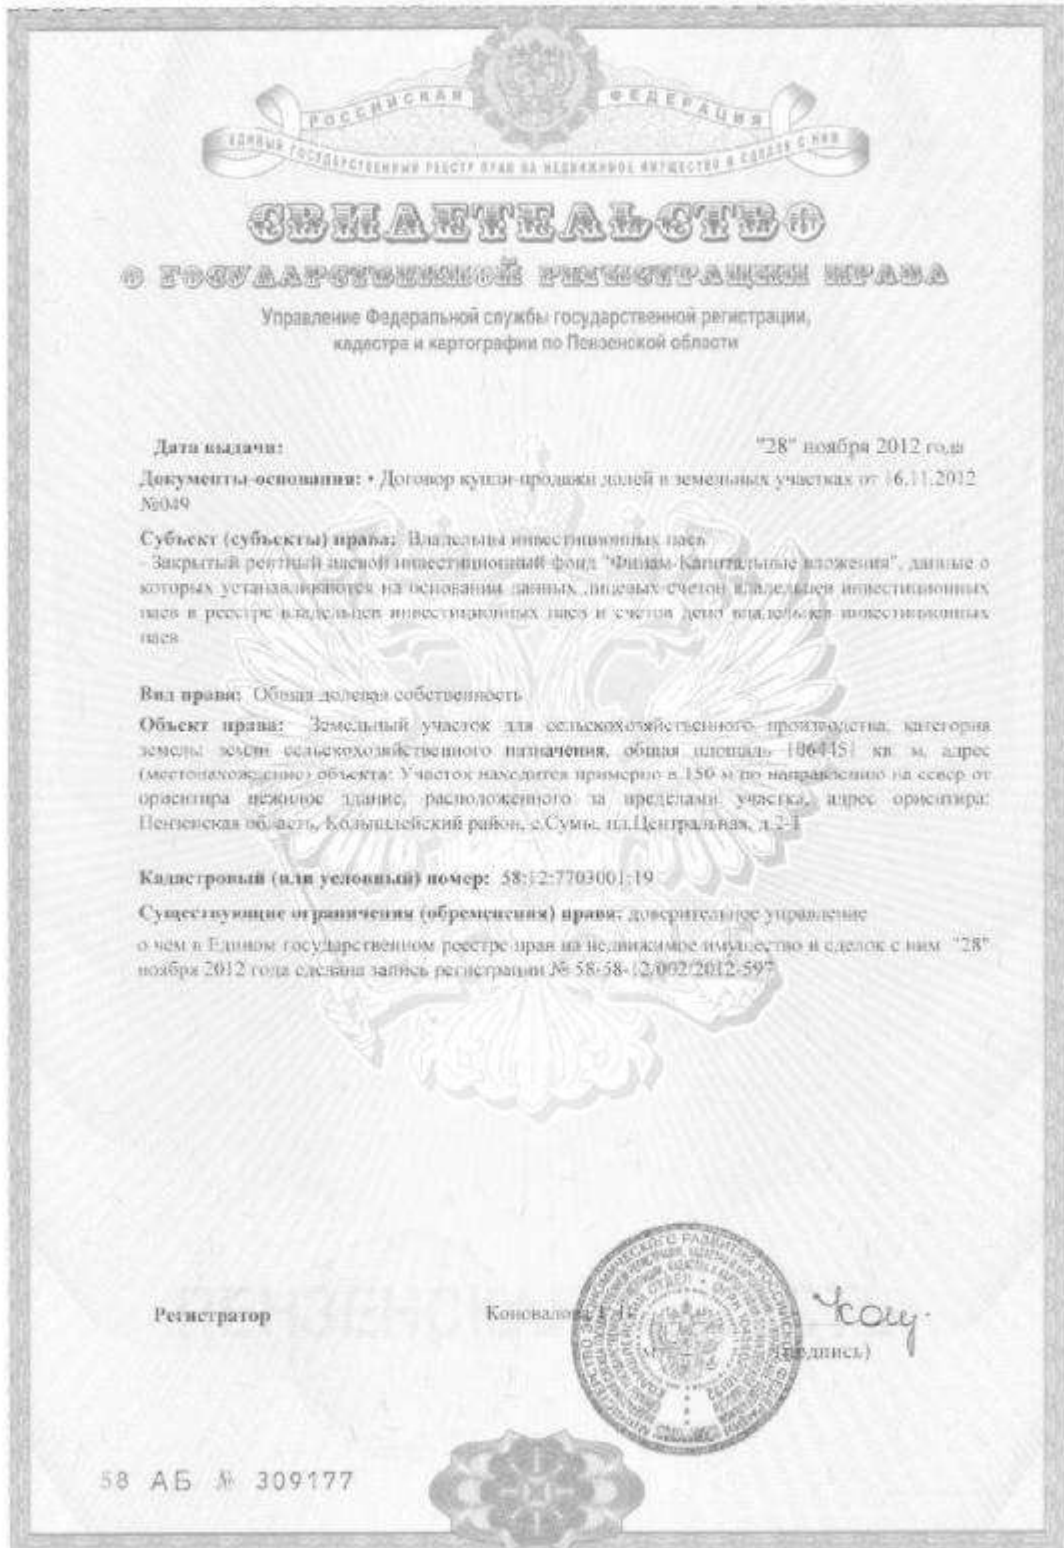 РОССИЙСКАЯ ФЕДЕРАЦИЯ
ЕДИНЫЙ ГОСУДАРСТВЕННЫЙ РЕЕСТР ПРАВ НА НЕДВИЖИМОЕ ИМУЩЕСТВО И СДЕЛОК С НИМ
СВИДЕТЕЛЬСТВО
О ГОСУДАРСТВЕННОЙ РЕГИСТРАЦИИ ПРАВА
Управление Федеральной службы государственной регистрации,
кадастра и картографии по Пензенской области
Дата выдачи: "28" ноября 2012 года
Документы-основания: • Договор купли-продажи долей в земельных участках от 16.11.2012
№049
Субъект (субъекты) права: Владельцы инвестиционных паев
- Закрытый рентный паевой инвестиционный фонд "Финам-Капитальные вложения", данные о
которых устанавливаются на основании данных лицевых счетов владельцев инвестиционных
паев в реестре владельцев инвестиционных паев и счетов депо владельцев инвестиционных
паев
Вид права: Общая долевая собственность
Объект права: Земельный участок для сельскохозяйственного производства, категория
земель: земли сельскохозяйственного назначения, общая площадь 1064451 кв. м, адрес
(местонахождение) объекта: Участок находится примерно в 150 м по направлению на север от
ориентира нежилое здание, расположенного за пределами участка, адрес ориентира:
Пензенская область, Колышлейский район, с.Сумы, пл.Центральная, д.2-1
Кадастровый (или условный) номер: 58:12:7703001:19
Существующие ограничения (обременения) права: доверительное управление
о чем в Едином государственном реестре прав на недвижимое имущество и сделок с ним "28"
ноября 2012 года сделана запись регистрации № 58-58-12/002/2012-597
Регистратор Коновалова
(подпись)
58 АБ № 309177